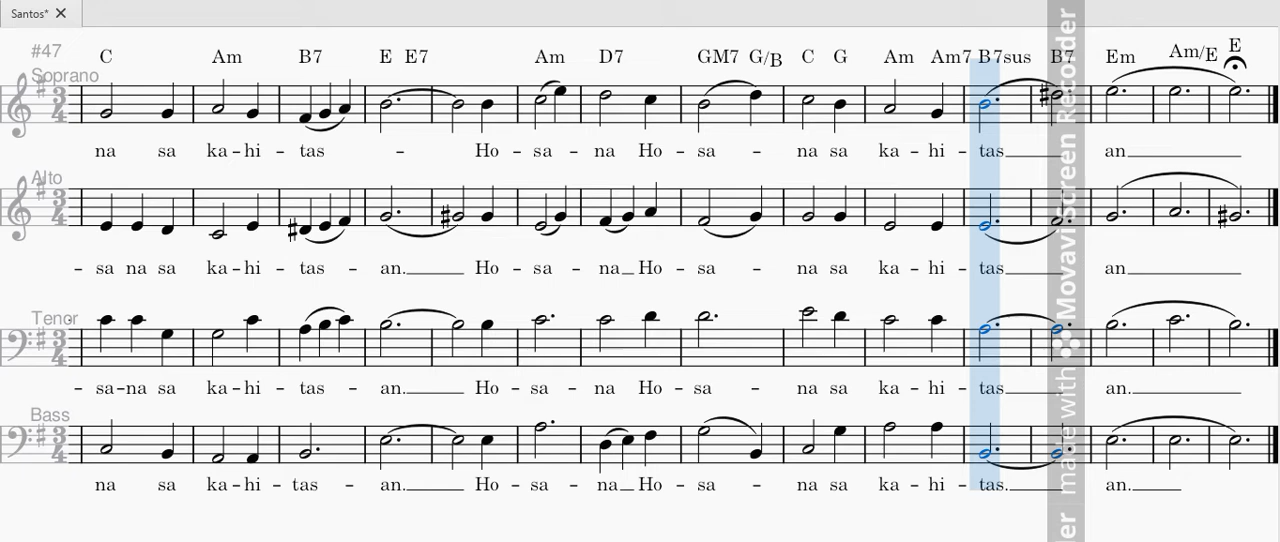 Santos* ×
#47
C Am B7 E E7 Am D7 GM7 G/B C G Am Am7 B7sus B7 Em Am/E E
Soprano
na sa ka-hi-tas - Ho-sa-na Ho-sa-na sa ka-hi-tas an
Alto
-sa na sa ka-hi-tas-an. Ho-sa-na Ho-sa-na sa ka-hi-tas an
Tenor
-sa-na sa ka-hi-tas-an. Ho-sa-na Ho-sa-na sa ka-hi-tas an.
Bass
na sa ka-hi-tas-an. Ho-sa-na Ho-sa-na sa ka-hi-tas. an.
der made with Movavi Screen Recorder